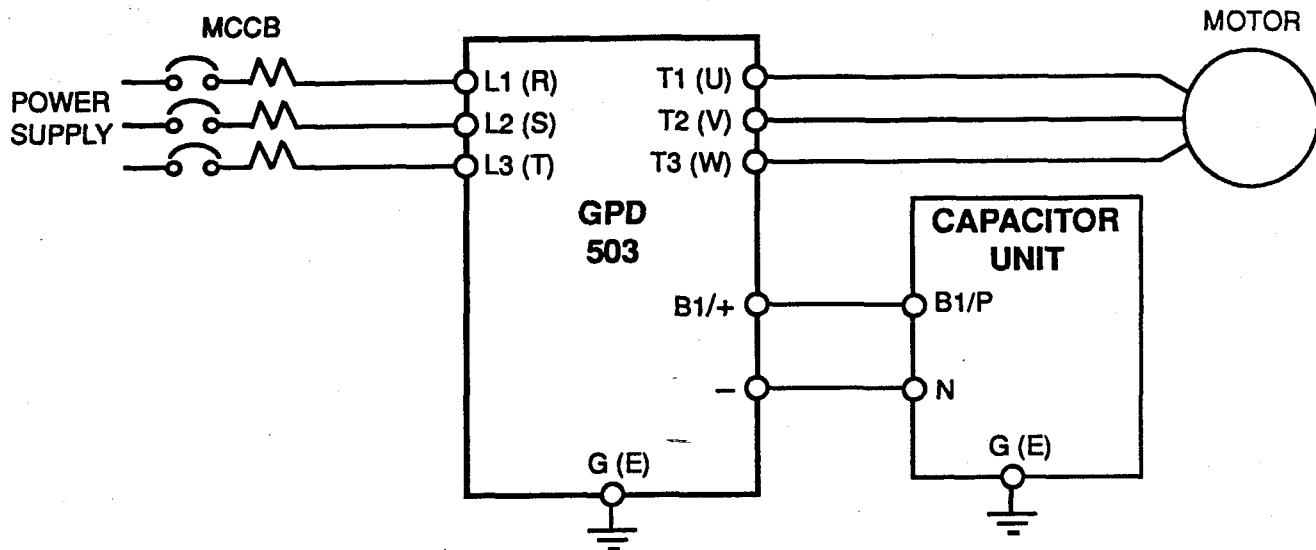 MCCB
MOTOR
POWER
SUPPLY
L1 (R)
L2 (S)
L3 (T)
T1 (U)
T2 (V)
T3 (W)
GPD
503
B1/+
–
G (E)
CAPACITOR
UNIT
B1/P
N
G (E)